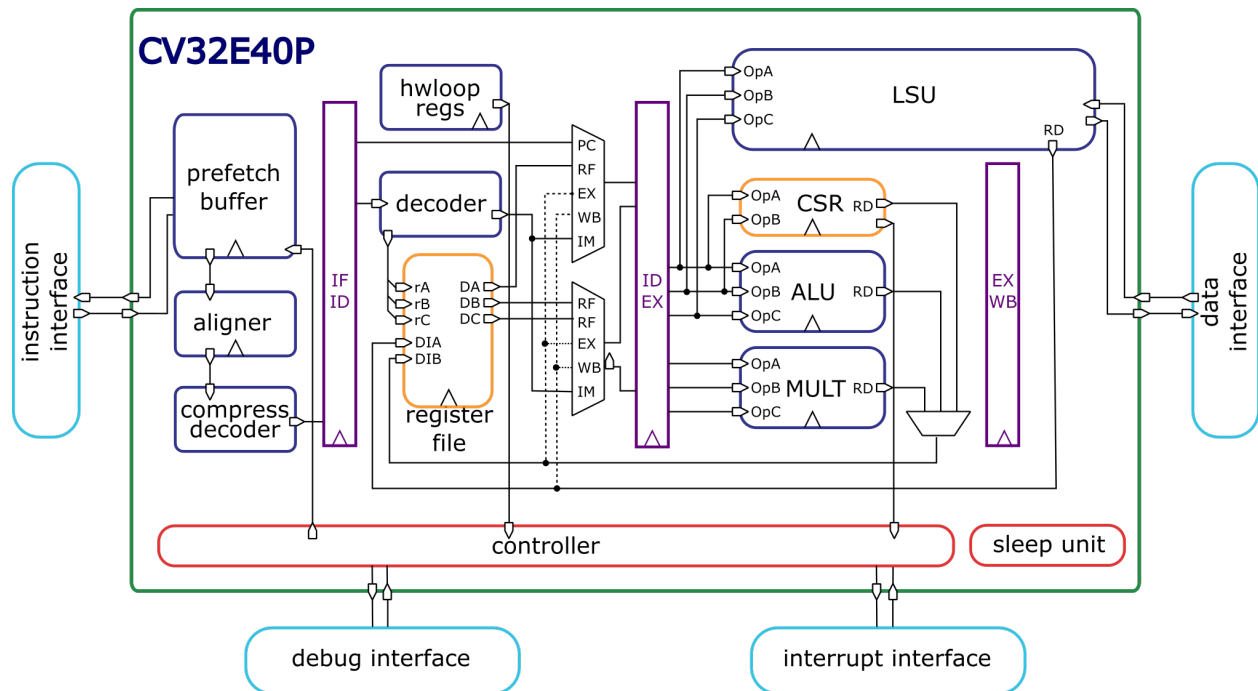 CV32E40P
instruction
interface
prefetch
buffer
aligner
compress
decoder
IF
ID
hwloop
regs
decoder
rA
rB
rC
DIA
DIB
DA
DB
DC
register
file
PC
RF
EX
WB
IM
RF
RF
EX
WB
IM
ID
EX
LSU
OpA
OpB
OpC
RD
CSR
OpA
OpB
RD
ALU
OpA
OpB
OpC
RD
MULT
OpA
OpB
OpC
RD
EX
WB
data
interface
controller
sleep unit
debug interface
interrupt interface